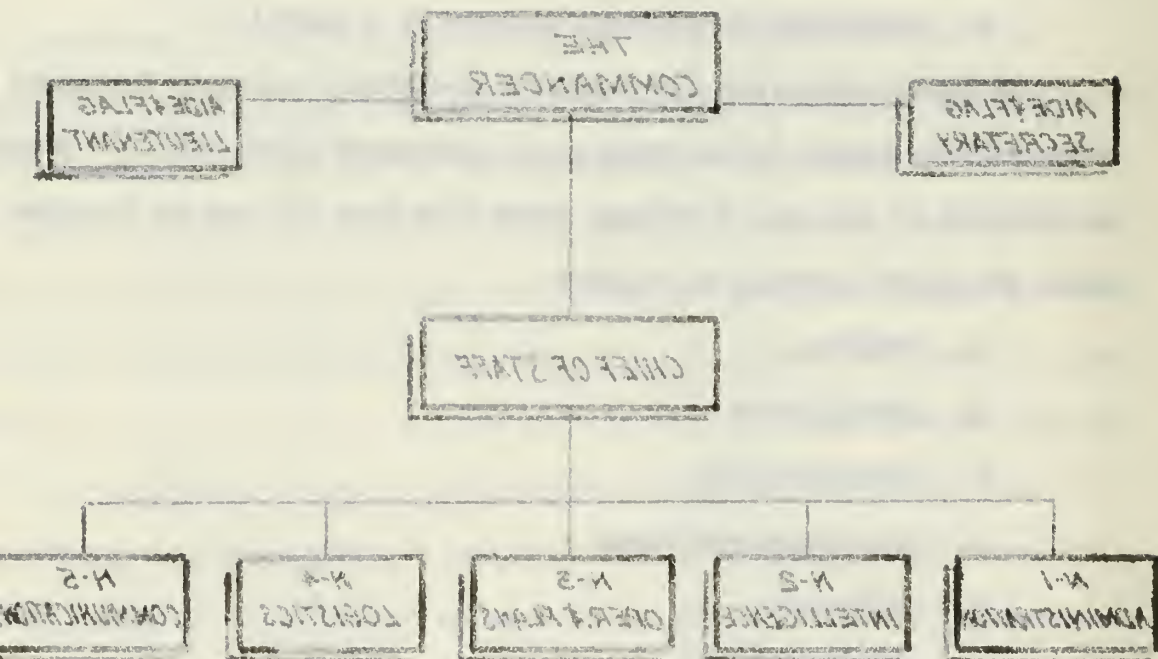 THE
COMMANDER
AIDE & FLAG
SECRETARY
AIDE & FLAG
LIEUTENANT
CHIEF OF STAFF
N-1
ADMINISTRATION
N-2
INTELLIGENCE
N-3
OPER. & PLANS
N-4
LOGISTICS
N-5
COMMUNICATION